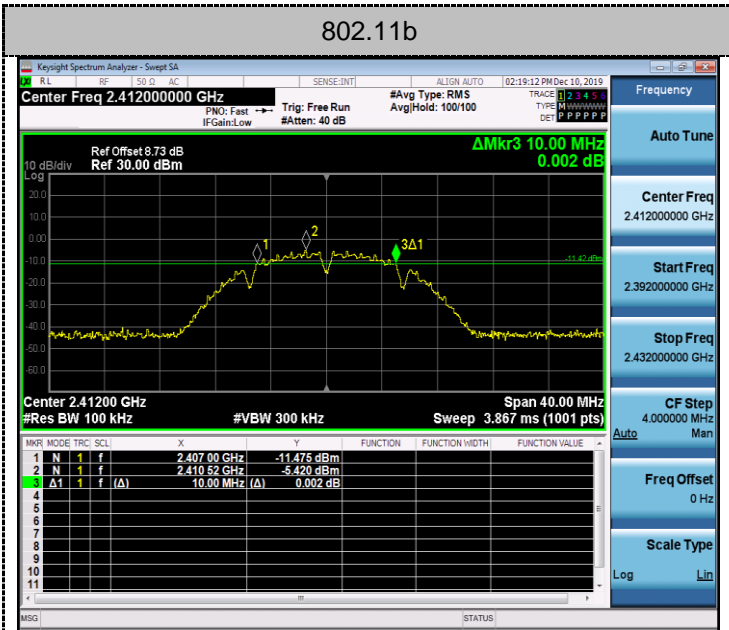 802.11b
Keysight Spectrum Analyzer - Swept SA
RL RF 50 Ω AC SENSE:INT ALIGN AUTO 02:19:12 PM Dec 10, 2019
Center Freq 2.412000000 GHz
PNO: Fast
IFGain:Low
Trig: Free Run
#Atten: 40 dB
#Avg Type: RMS
Avg|Hold: 100/100
TRACE 1 2 3 4 5 6
TYPE M WWWWW
DET P P P P P P
ΔMkr3 10.00 MHz
0.002 dB
Ref Offset 8.73 dB
10 dB/div Ref 30.00 dBm
Log
20.0
10.0
0.00
-10.0
-20.0
-30.0
-40.0
-50.0
-60.0
1
2
3Δ1
-11.42 dBm
Center 2.41200 GHz Span 40.00 MHz
#Res BW 100 kHz #VBW 300 kHz Sweep 3.867 ms (1001 pts)
MKR MODE TRC SCL X Y FUNCTION FUNCTION WIDTH FUNCTION VALUE
1 N 1 f 2.407 00 GHz -11.475 dBm
2 N 1 f 2.410 52 GHz -5.420 dBm
3 Δ1 1 f (Δ) 10.00 MHz (Δ) 0.002 dB
4
5
6
7
8
9
10
11
MSG STATUS
Frequency
Auto Tune
Center Freq
2.412000000 GHz
Start Freq
2.392000000 GHz
Stop Freq
2.432000000 GHz
CF Step
4.000000 MHz
Auto Man
Freq Offset
0 Hz
Scale Type
Log Lin